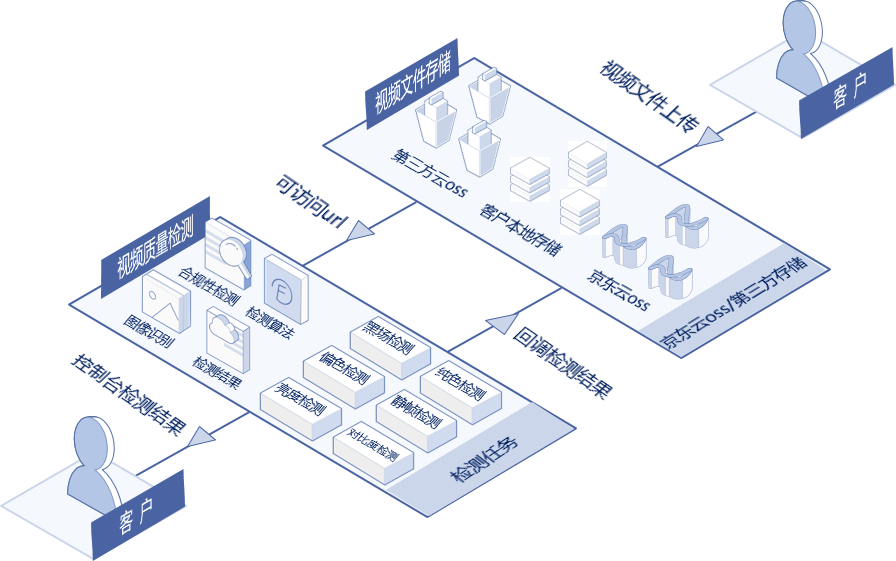 客户
视频文件上传
视频文件存储
第三方云oss
客户本地存储
京东云oss
京东云oss/第三方存储
可访问url
回调检测结果
视频质量检测
合规性检测
检测算法
图像识别
检测结果
黑场检测
偏色检测
纯色检测
亮度检测
静帧检测
对比度检测
检测任务
控制台检测结果
客户